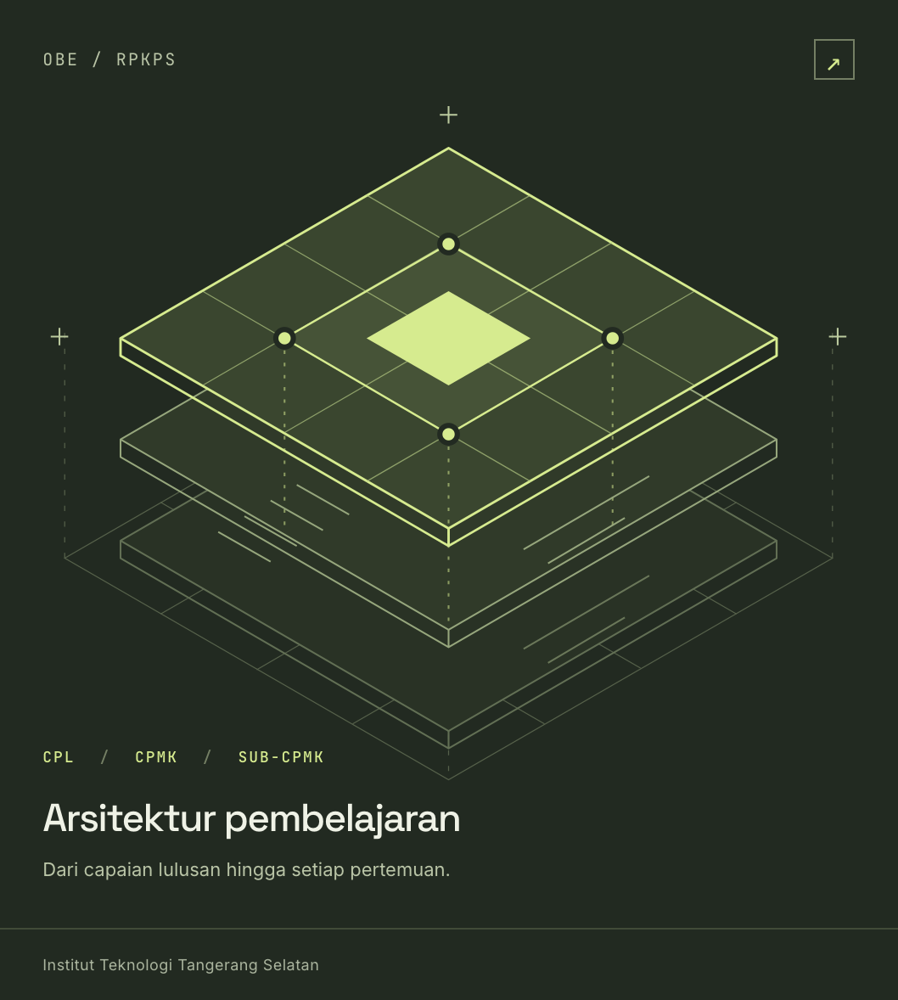 OBE / RPKPS
↗
CPL / CPMK / SUB-CPMK
Arsitektur pembelajaran
Dari capaian lulusan hingga setiap pertemuan.
Institut Teknologi Tangerang Selatan